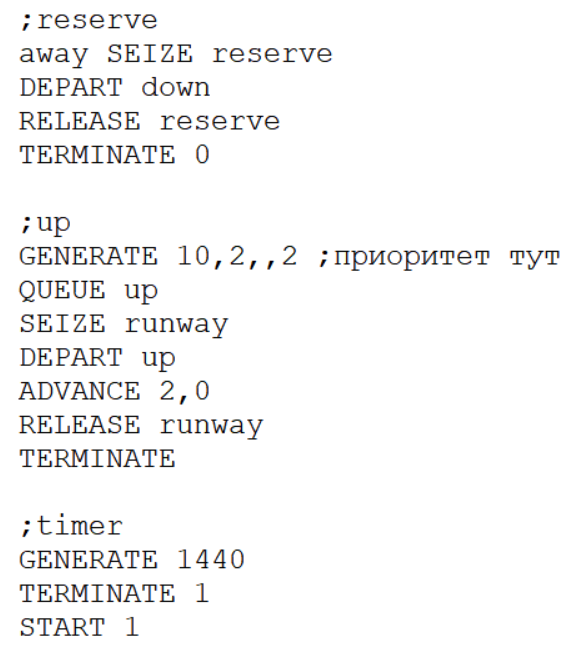 ;reserve
away SEIZE reserve
DEPART down
RELEASE reserve
TERMINATE 0
;up
GENERATE 10,2,,2 ;приоритет тут
QUEUE up
SEIZE runway
DEPART up
ADVANCE 2,0
RELEASE runway
TERMINATE
;timer
GENERATE 1440
TERMINATE 1
START 1